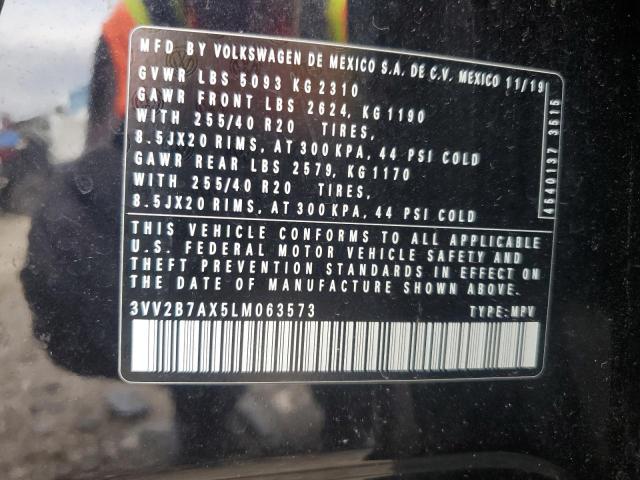 MFD BY VOLKSWAGEN DE MEXICO S.A. DE C.V. MEXICO 11/19
GVWR LBS 5093 KG 2310
GAWR FRONT LBS 2624, KG 1190
WITH 255/40 R20 TIRES,
8.5JX20 RIMS, AT 300 KPA, 44 PSI COLD
GAWR REAR LBS 2579, KG 1170
WITH 255/40 R20 TIRES,
8.5JX20 RIMS, AT 300 KPA, 44 PSI COLD
THIS VEHICLE CONFORMS TO ALL APPLICABLE
U.S. FEDERAL MOTOR VEHICLE SAFETY AND
THEFT PREVENTION STANDARDS IN EFFECT ON
THE DATE OF MANUFACTURE SHOWN ABOVE.
3VV2B7AX5LM063573 TYPE:MPV
4640137 3515